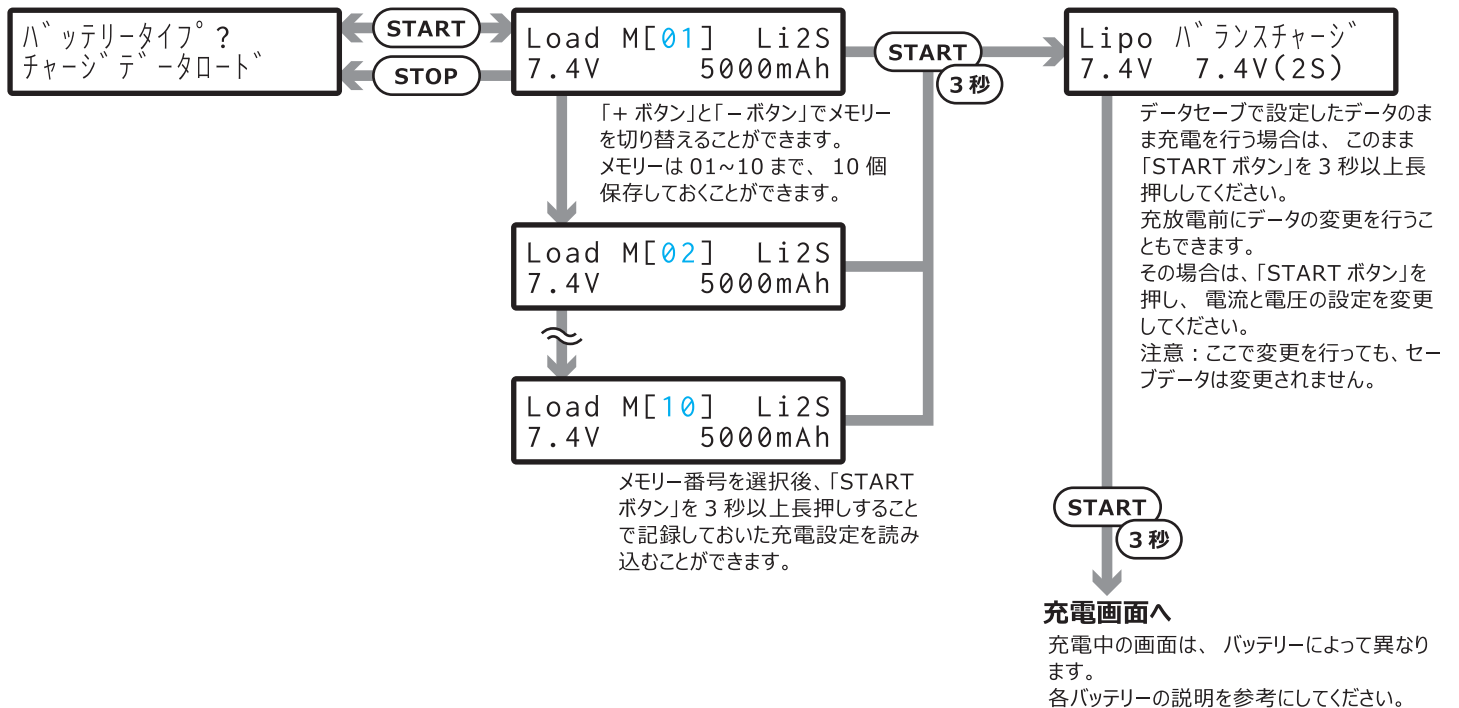 バッテリータイプ？
チャージデータロード
START
STOP
Load M[01] Li2S
7.4V 5000mAh
START
3秒
Lipo バランスチャージ
7.4V 7.4V(2S)
「+ ボタン」と「－ボタン」でメモリー
を切り替えることができます。
メモリーは 01~10 まで、 10 個
保存しておくことができます。
Load M[02] Li2S
7.4V 5000mAh
Load M[10] Li2S
7.4V 5000mAh
メモリー番号を選択後、「START
ボタン」を 3 秒以上長押しすること
で記録しておいた充電設定を読み
込むことができます。
データセーブで設定したデータのま
ま充電を行う場合は、 このまま
「START ボタン」を 3 秒以上長
押ししてください。
充放電前にデータの変更を行うこ
ともできます。
その場合は、「START ボタン」を
押し、 電流と電圧の設定を変更
してください。
注意：ここで変更を行っても、セー
ブデータは変更されません。
START
3秒
充電画面へ
充電中の画面は、 バッテリーによって異なり
ます。
各バッテリーの説明を参考にしてください。